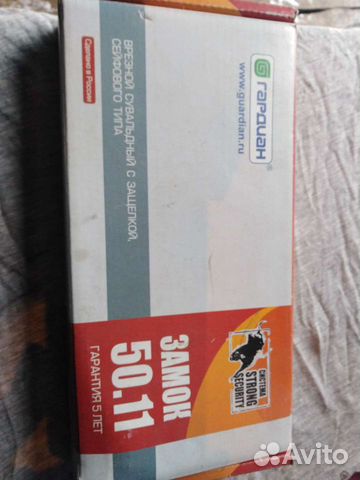 Сделано в России
ВРЕЗНОЙ СУВАЛЬДНЫЙ С ЗАЩЕЛКОЙ,
СЕЙФОВОГО ТИПА
ГАРДИАН®
www.guardian.ru
ЗАМОК
50.11
ГАРАНТИЯ 5 ЛЕТ
СИСТЕМА
STRONG
SECURITY
Avito